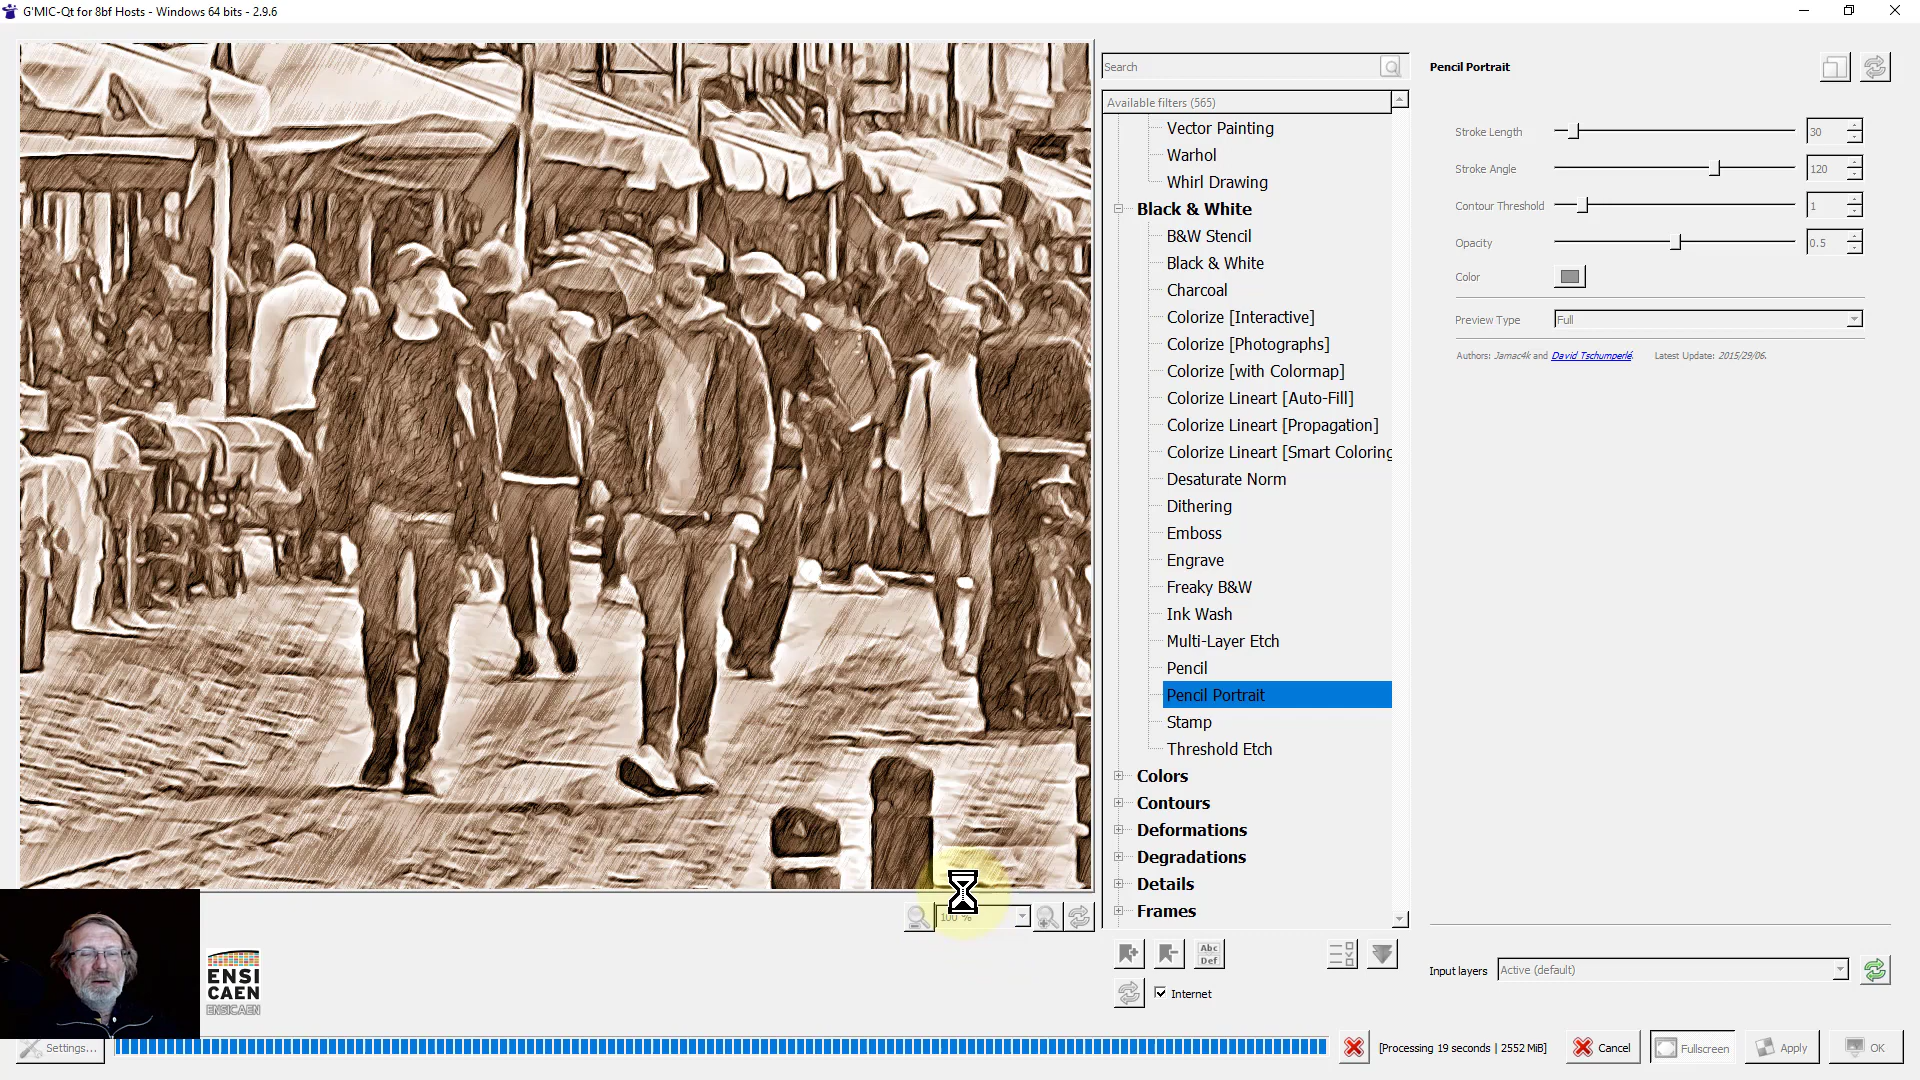 G'MIC-Qt for 8bf Hosts - Windows 64 bits - 2.9.6
Search
Available filters (565)
Vector Painting
Warhol
Whirl Drawing
Black & White
B&W Stencil
Black & White
Charcoal
Colorize [Interactive]
Colorize [Photographs]
Colorize [with Colormap]
Colorize Lineart [Auto-Fill]
Colorize Lineart [Propagation]
Colorize Lineart [Smart Coloring
Desaturate Norm
Dithering
Emboss
Engrave
Freaky B&W
Ink Wash
Multi-Layer Etch
Pencil
Pencil Portrait
Stamp
Threshold Etch
Colors
Contours
Deformations
Degradations
Details
Frames
Pencil Portrait
Stroke Length 30
Stroke Angle 120
Contour Threshold 1
Opacity 0.5
Color
Preview Type Full
Authors: Jamac4k and David Tschumperlé. Latest Update: 2015/29/06.
100 %
Abc
Def
Internet
Input layers Active (default)
ENSI
CAEN
ENSICAEN
Settings...
[Processing 19 seconds | 2552 MiB]
Cancel
Fullscreen
Apply
OK